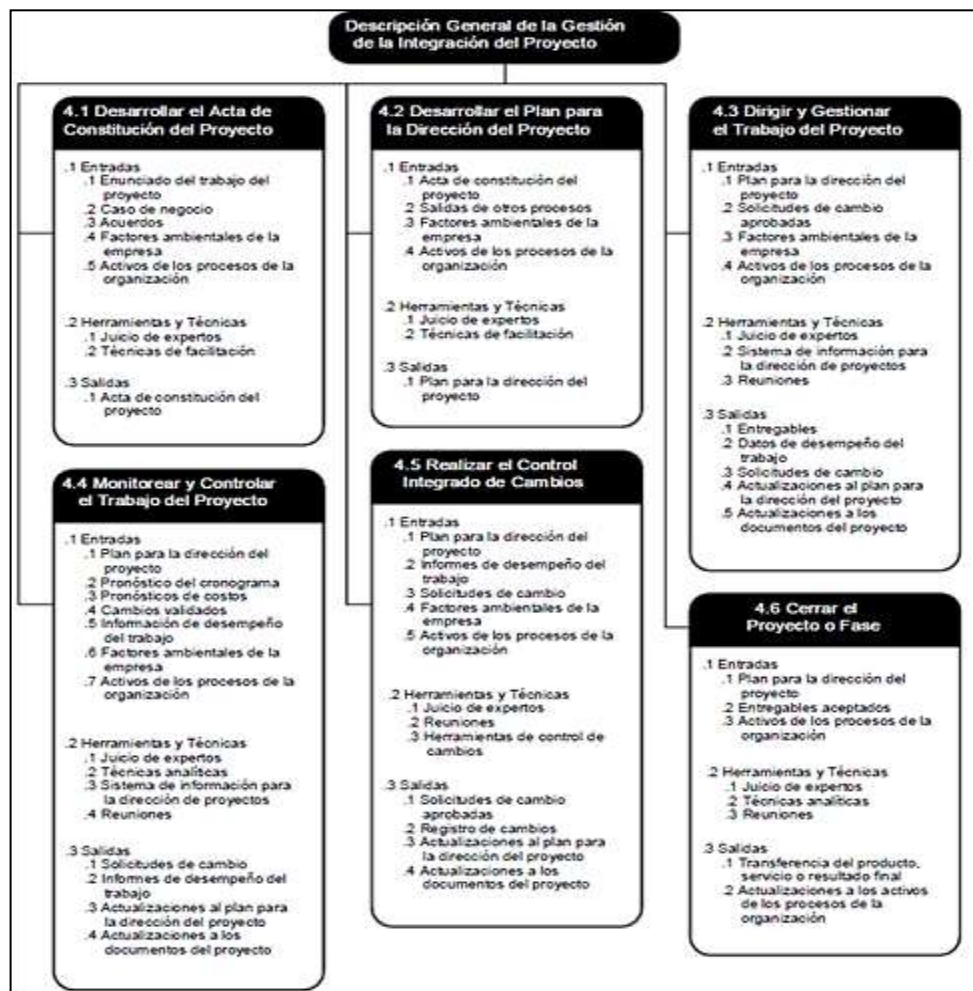 Descripción General de la Gestión
de la Integración del Proyecto
4.1 Desarrollar el Acta de
Constitución del Proyecto
.1 Entradas
.1 Enunciado del trabajo del
proyecto
.2 Caso de negocio
.3 Acuerdos
.4 Factores ambientales de la
empresa
.5 Activos de los procesos de la
organización
.2 Herramientas y Técnicas
.1 Juicio de expertos
.2 Técnicas de facilitación
.3 Salidas
.1 Acta de constitución del
proyecto
4.2 Desarrollar el Plan para
la Dirección del Proyecto
.1 Entradas
.1 Acta de constitución del
proyecto
.2 Salidas de otros procesos
.3 Factores ambientales de la
empresa
.4 Activos de los procesos de la
organización
.2 Herramientas y Técnicas
.1 Juicio de expertos
.2 Técnicas de facilitación
.3 Salidas
.1 Plan para la dirección del
proyecto
4.3 Dirigir y Gestionar
el Trabajo del Proyecto
.1 Entradas
.1 Plan para la dirección del
proyecto
.2 Solicitudes de cambio
aprobadas
.3 Factores ambientales de la
empresa
.4 Activos de los procesos de la
organización
.2 Herramientas y Técnicas
.1 Juicio de expertos
.2 Sistema de información para
la dirección de proyectos
.3 Reuniones
.3 Salidas
.1 Entregables
.2 Datos de desempeño del
trabajo
.3 Solicitudes de cambio
.4 Actualizaciones al plan para
la dirección del proyecto
.5 Actualizaciones a los
documentos del proyecto
4.4 Monitorear y Controlar
el Trabajo del Proyecto
.1 Entradas
.1 Plan para la dirección del
proyecto
.2 Pronóstico del cronograma
.3 Pronósticos de costos
.4 Cambios validados
.5 Información de desempeño
del trabajo
.6 Factores ambientales de la
empresa
.7 Activos de los procesos de la
organización
.2 Herramientas y Técnicas
.1 Juicio de expertos
.2 Técnicas analíticas
.3 Sistema de información para
la dirección de proyectos
.4 Reuniones
.3 Salidas
.1 Solicitudes de cambio
.2 Informes de desempeño del
trabajo
.3 Actualizaciones al plan para
la dirección del proyecto
.4 Actualizaciones a los
documentos del proyecto
4.5 Realizar el Control
Integrado de Cambios
.1 Entradas
.1 Plan para la dirección del
proyecto
.2 Informes de desempeño del
trabajo
.3 Solicitudes de cambio
.4 Factores ambientales de la
empresa
.5 Activos de los procesos de la
organización
.2 Herramientas y Técnicas
.1 Juicio de expertos
.2 Reuniones
.3 Herramientas de control de
cambios
.3 Salidas
.1 Solicitudes de cambio
aprobadas
.2 Registro de cambios
.3 Actualizaciones al plan para
la dirección del proyecto
.4 Actualizaciones a los
documentos del proyecto
4.6 Cerrar el
Proyecto o Fase
.1 Entradas
.1 Plan para la dirección del
proyecto
.2 Entregables aceptados
.3 Activos de los procesos de la
organización
.2 Herramientas y Técnicas
.1 Juicio de expertos
.2 Técnicas analíticas
.3 Reuniones
.3 Salidas
.1 Transferencia del producto,
servicio o resultado final
.2 Actualizaciones a los activos
de los procesos de la
organización